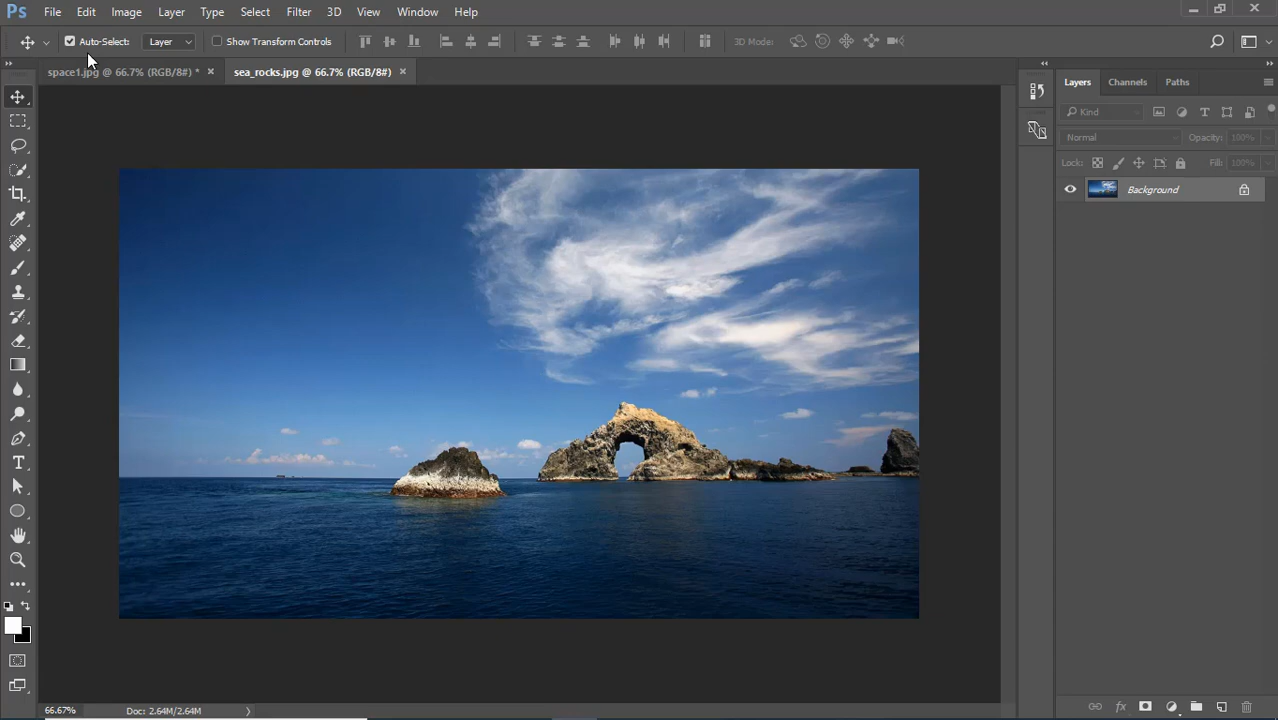 Ps File Edit Image Layer Type Select Filter 3D View Window Help
Auto-Select: Layer Show Transform Controls 3D Mode:
space1.jpg @ 66.7% (RGB/8#) * × sea_rocks.jpg @ 66.7% (RGB/8#) ×
Layers Channels Paths
Kind
Normal Opacity: 100%
Lock: Fill: 100%
Background
66.67% Doc: 2.64M/2.64M